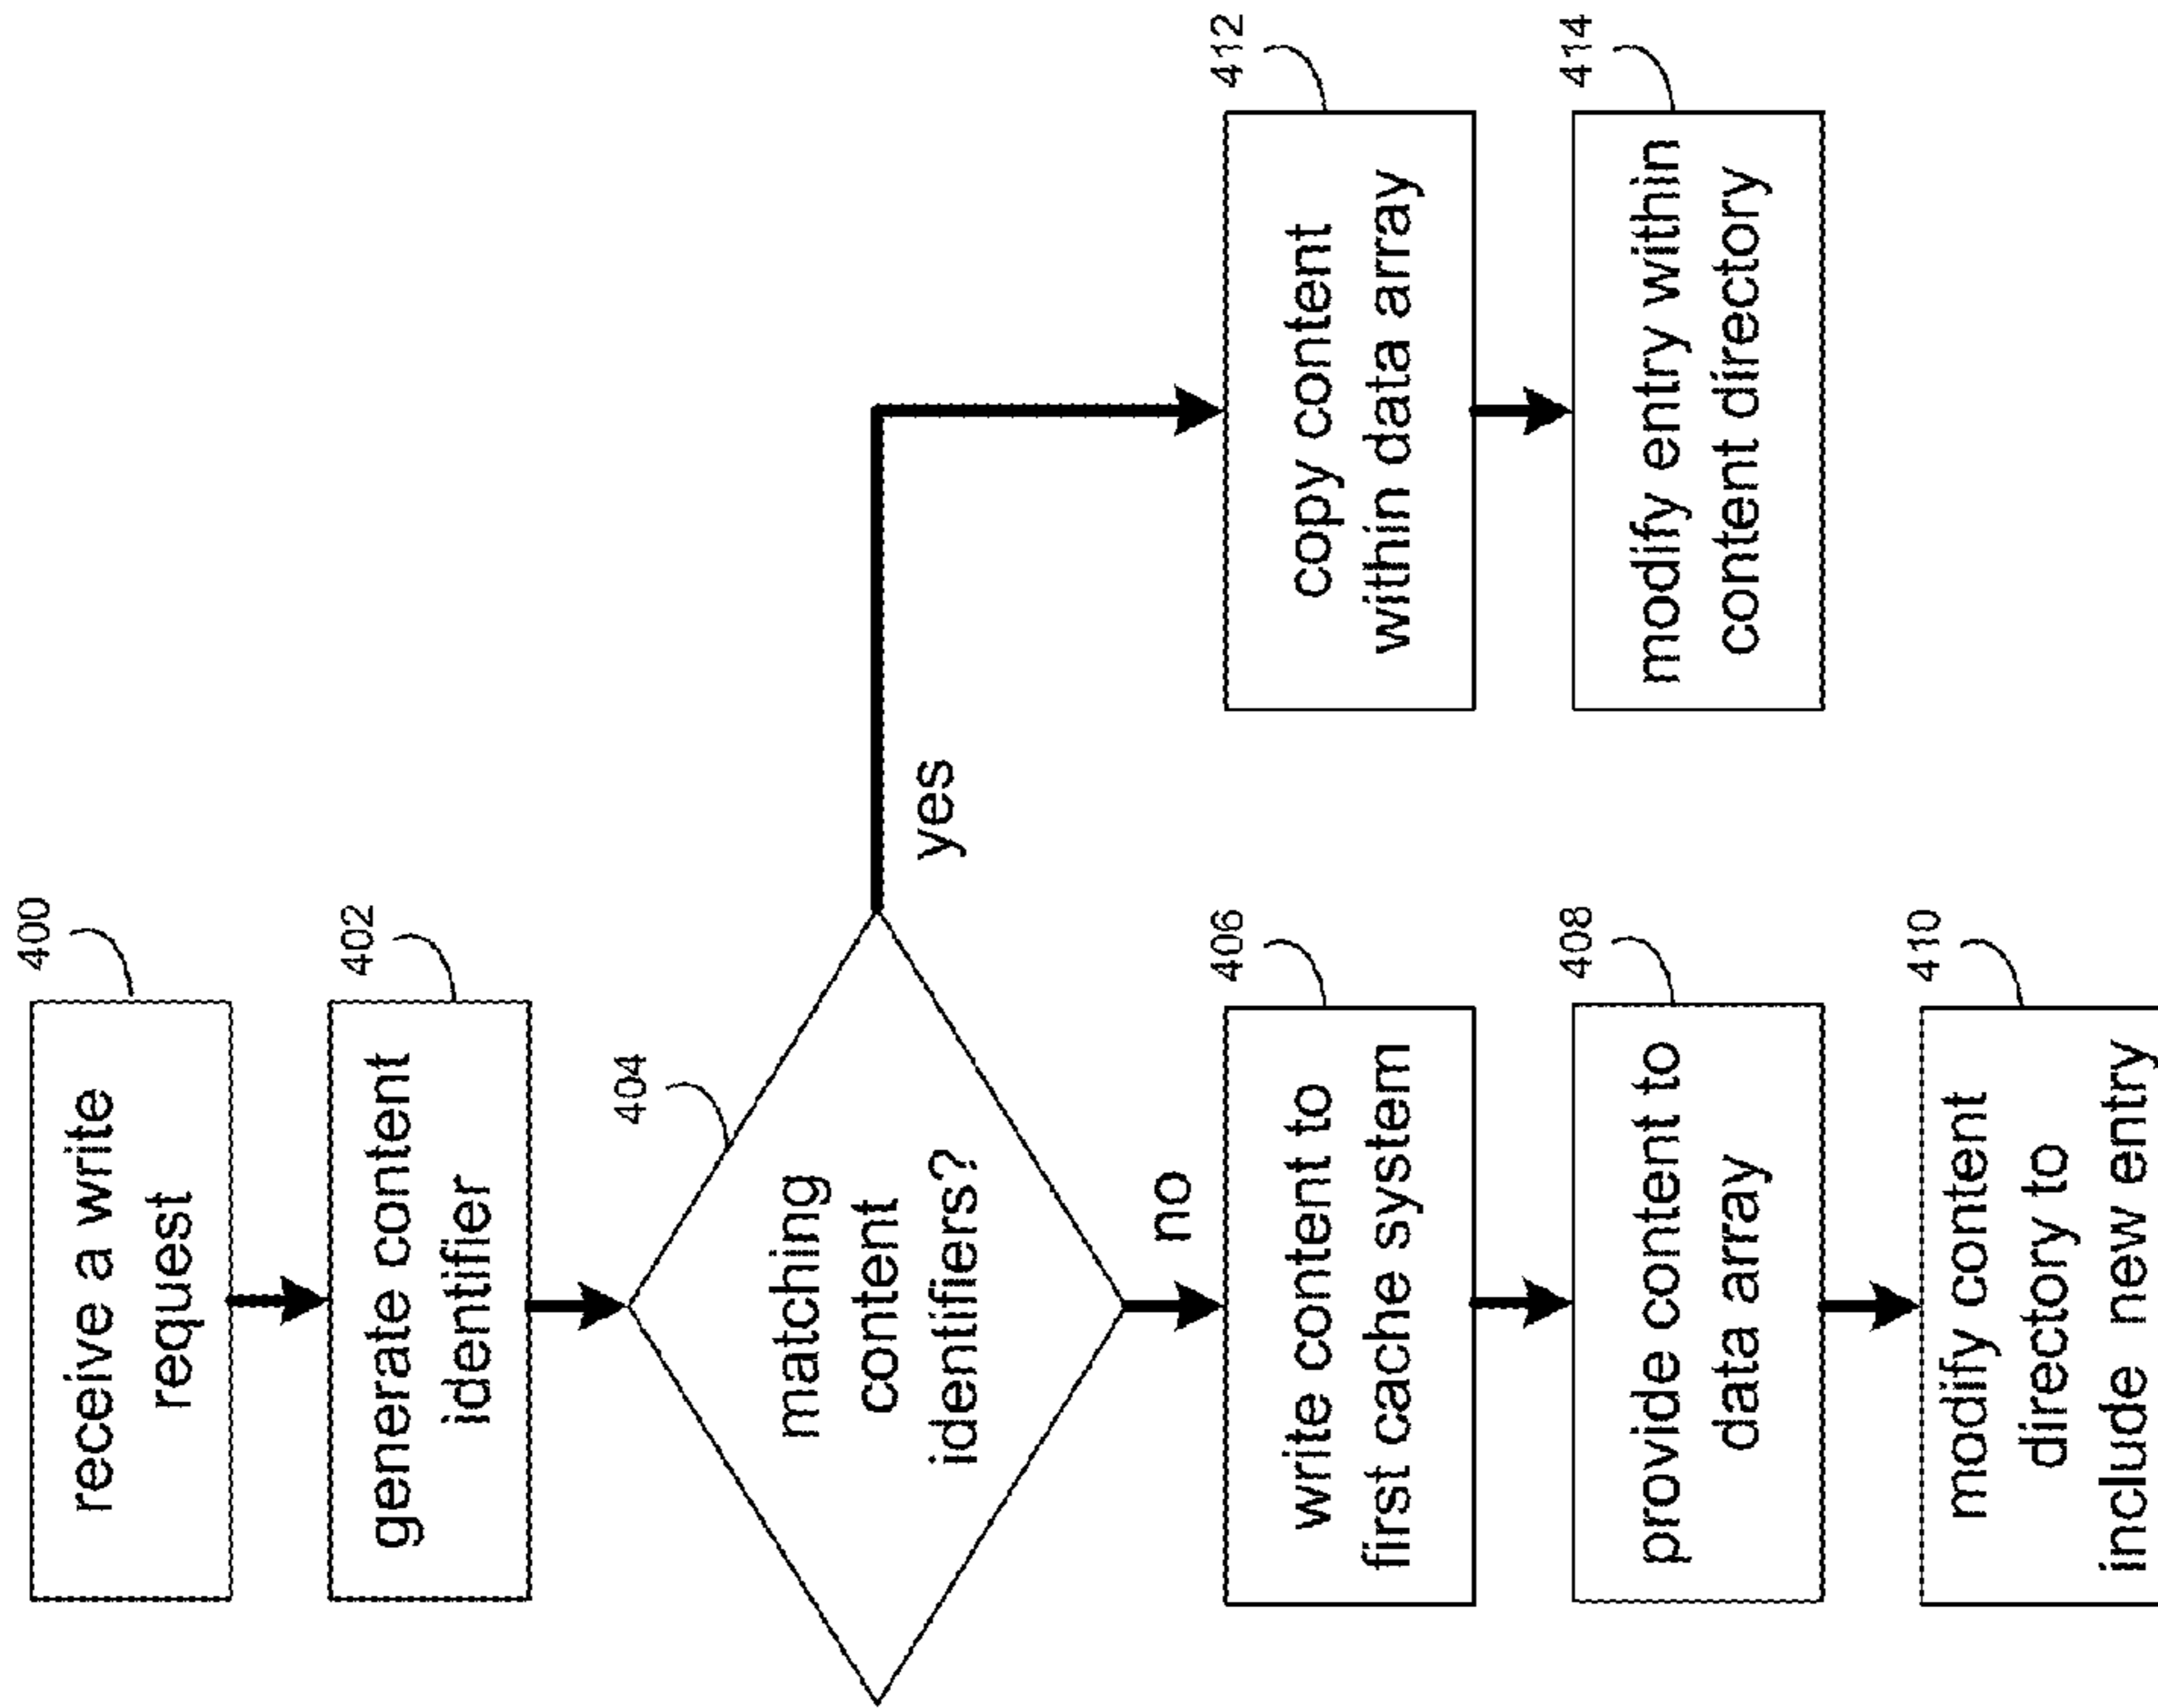 400
receive a write
request
402
generate content
identifier
404
matching
content
identifiers?
yes
no
406
write content to
first cache system
408
provide content to
data array
410
modify content
directory to
include new entry
412
copy content
within data array
414
modify entry within
content directory